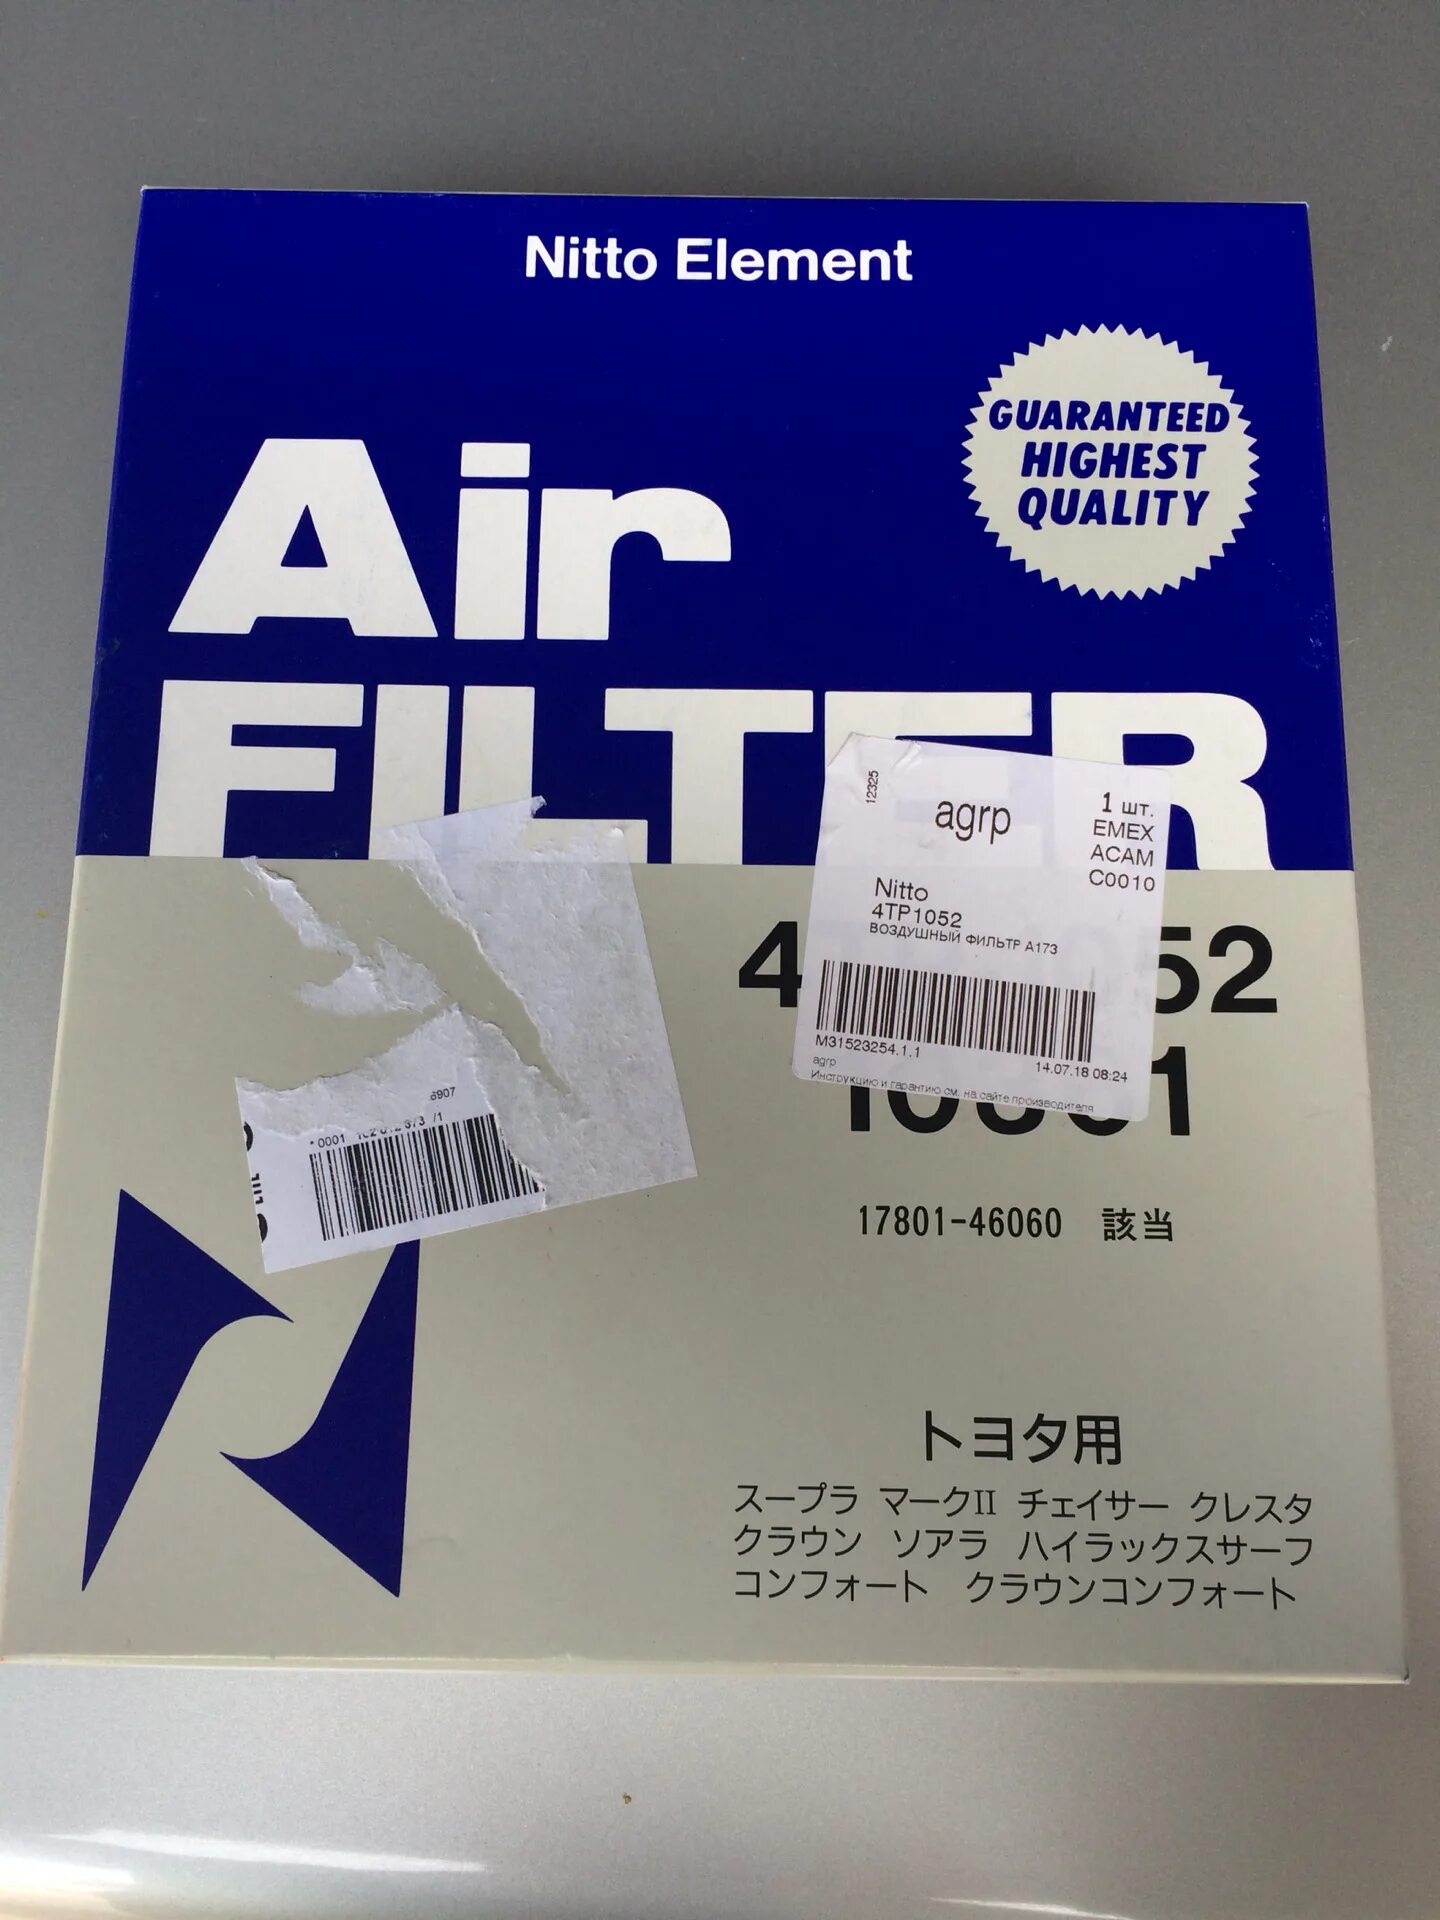 Nitto Element
GUARANTEED
HIGHEST
QUALITY
Air
FILTER
12325
agrp
1 шт.
EMEX
ACAM
C0010
Nitto
4TP1052
ВОЗДУШНЫЙ ФИЛЬТР A173
M31523254.1.1
14.07.18 08:24
agrp
Инструкцию и гарантию см. на сайте производителя
6907
17801-46060 該当
トヨタ用
スープラ マークII チェイサー クレスタ
クラウン ソアラ ハイラックスサーフ
コンフォート クラウンコンフォート